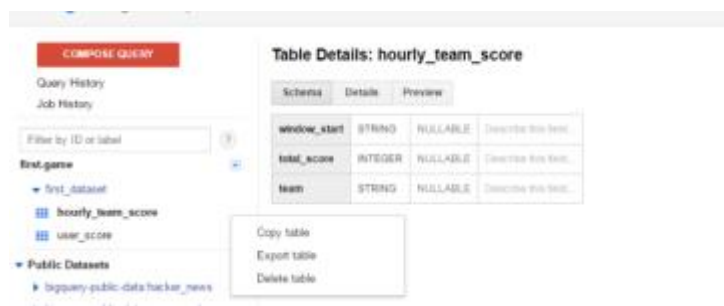 COMPOSE QUERY
Query History
Job History
Filter by ID or label
?
first.game
first_dataset
hourly_team_score
user_score
Public Datasets
bigquery-public-data:hacker_news
Table Details: hourly_team_score
Schema Details Preview
window_start STRING NULLABLE Describe this field...
total_score INTEGER NULLABLE Describe this field...
team STRING NULLABLE Describe this field...
Copy table
Export table
Delete table